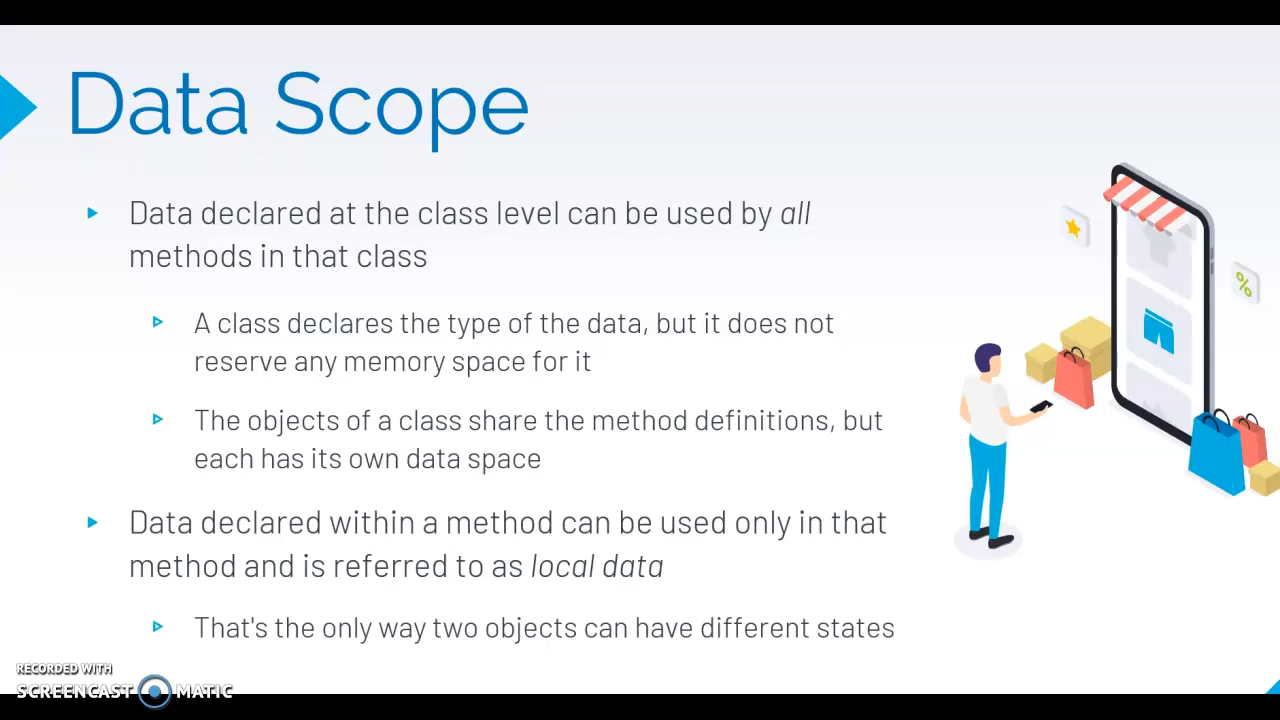 Data Scope
Data declared at the class level can be used by all
methods in that class
A class declares the type of the data, but it does not
reserve any memory space for it
The objects of a class share the method definitions, but
each has its own data space
Data declared within a method can be used only in that
method and is referred to as local data
That's the only way two objects can have different states
%
RECORDED WITH
SCREENCAST MATIC